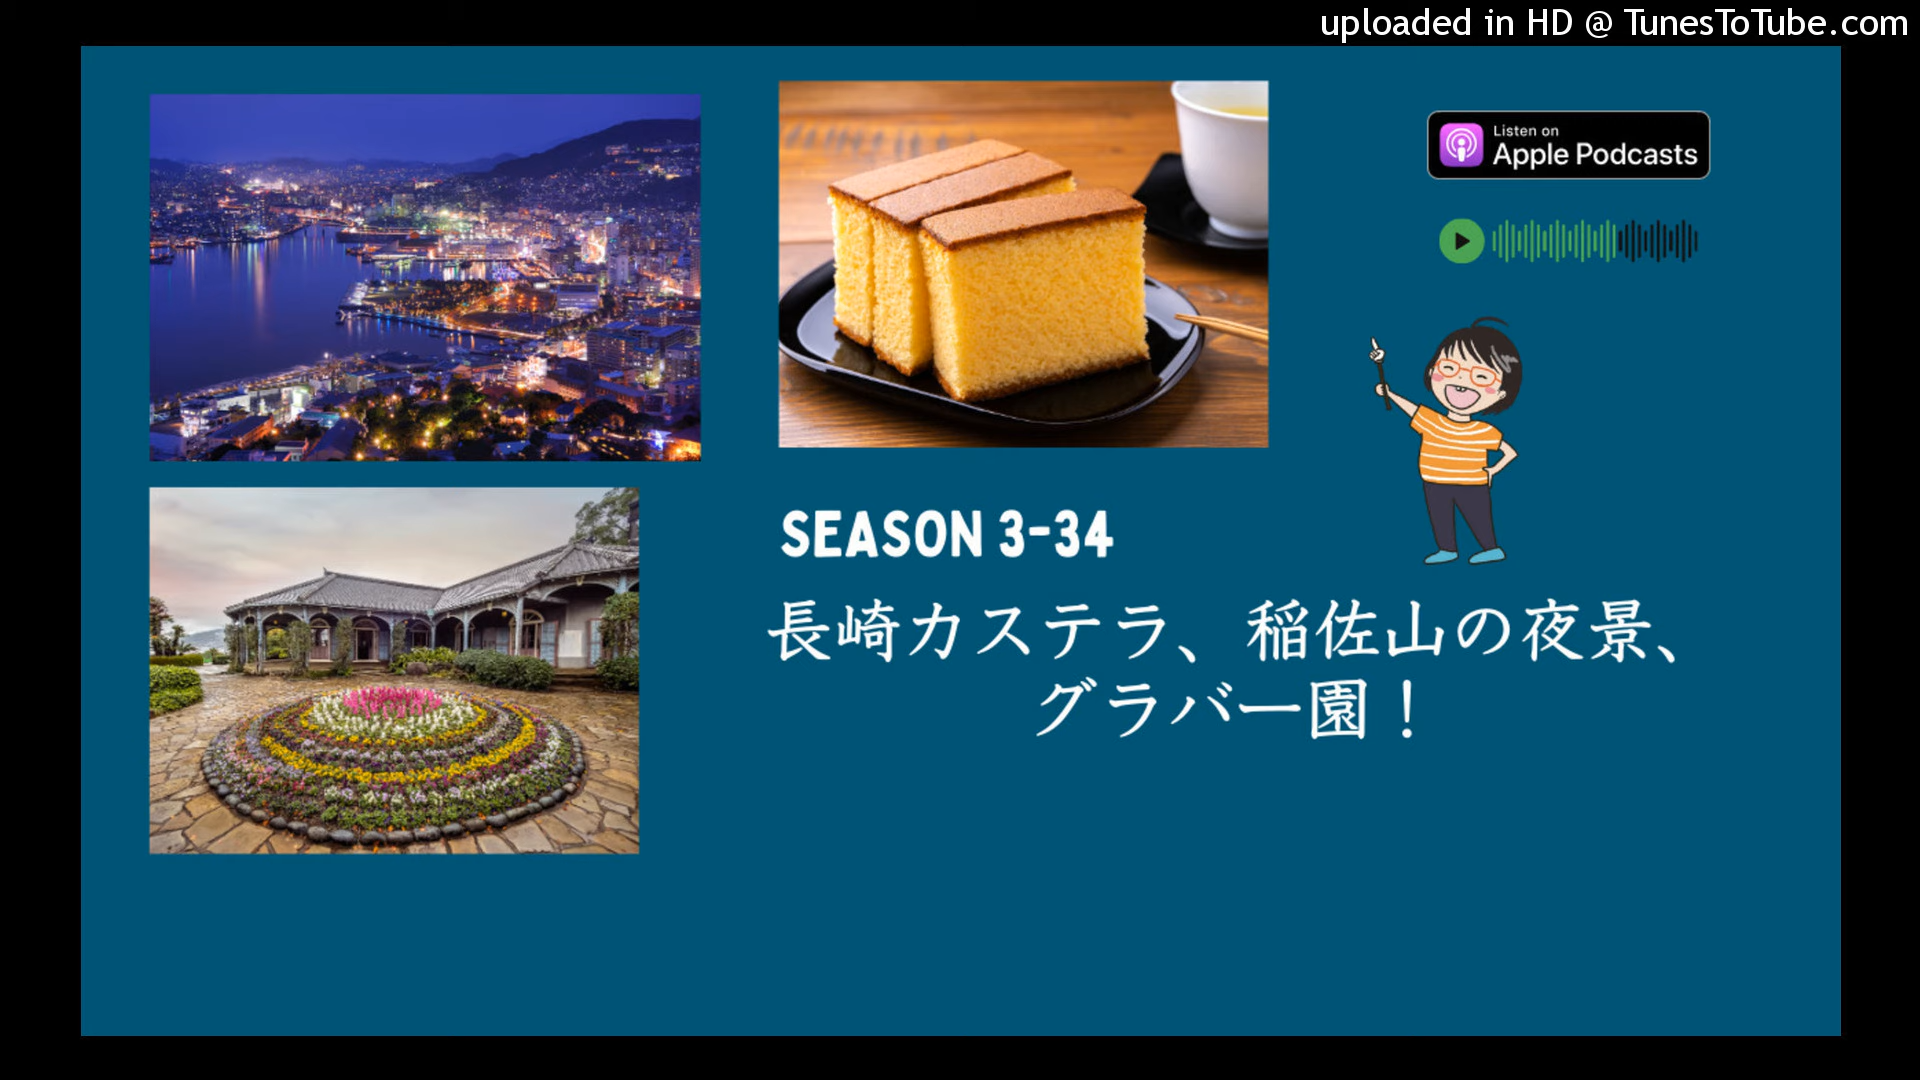 uploaded in HD @ TunesToTube.com
Listen on
Apple Podcasts
SEASON 3-34
長崎カステラ、稲佐山の夜景、
グラバー園！